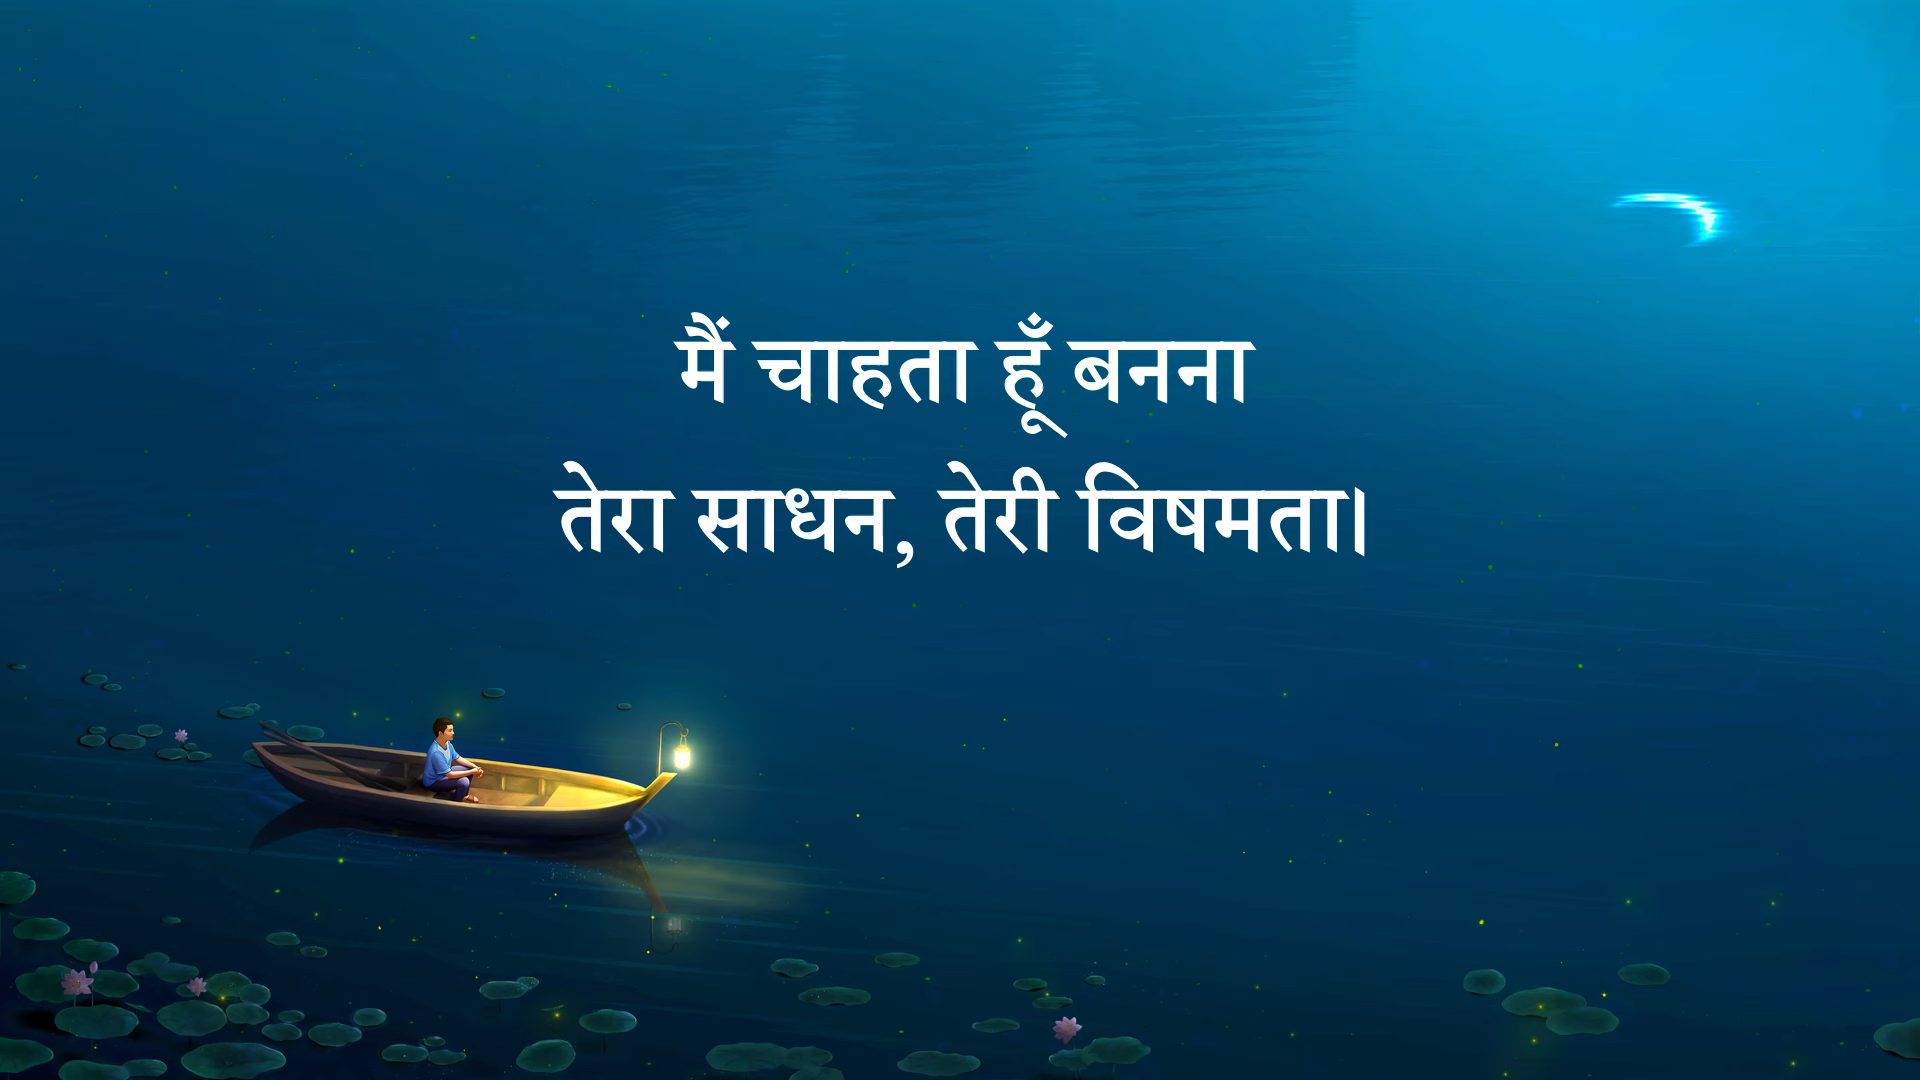 मैं चाहता हूँ बनना
तेरा साधन, तेरी विषमता।